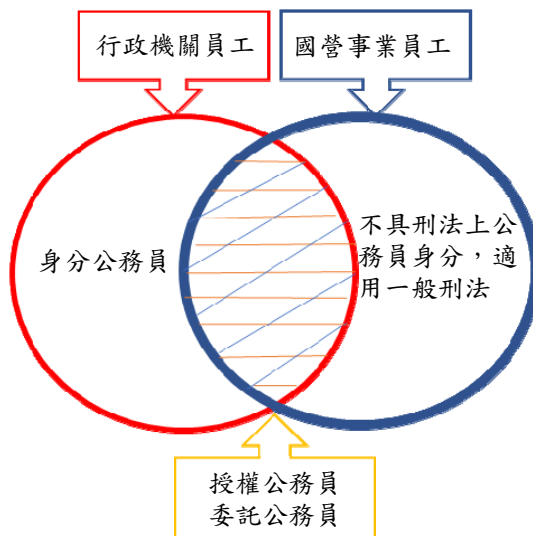 行政機關員工
國營事業員工
身分公務員
不具刑法上公
務員身分，適
用一般刑法
授權公務員
委託公務員